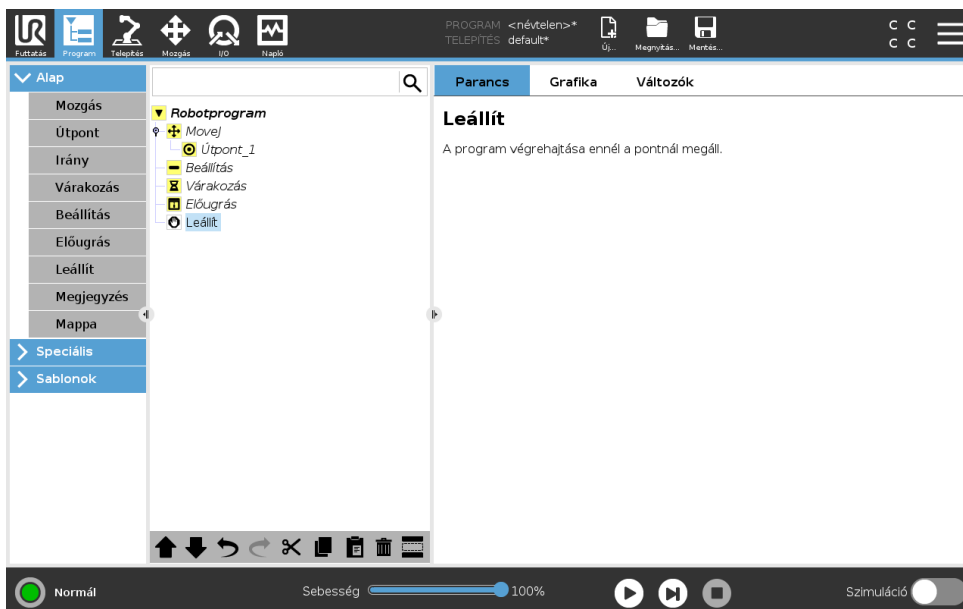 PROGRAM <névtelen>*
TELEPÍTÉS default*
Futtatás Program Telepítés Mozgás I/O Napló Új... Megnyitás... Mentés...
C C
C C
Alap
Mozgás
Útpont
Irány
Várakozás
Beállítás
Előugrás
Leállít
Megjegyzés
Mappa
Speciális
Sablonok
Robotprogram
MoveJ
Útpont_1
Beállítás
Várakozás
Előugrás
Leállít
Parancs Grafika Változók
Leállít
A program végrehajtása ennél a pontnál megáll.
Normál Sebesség 100% Szimuláció